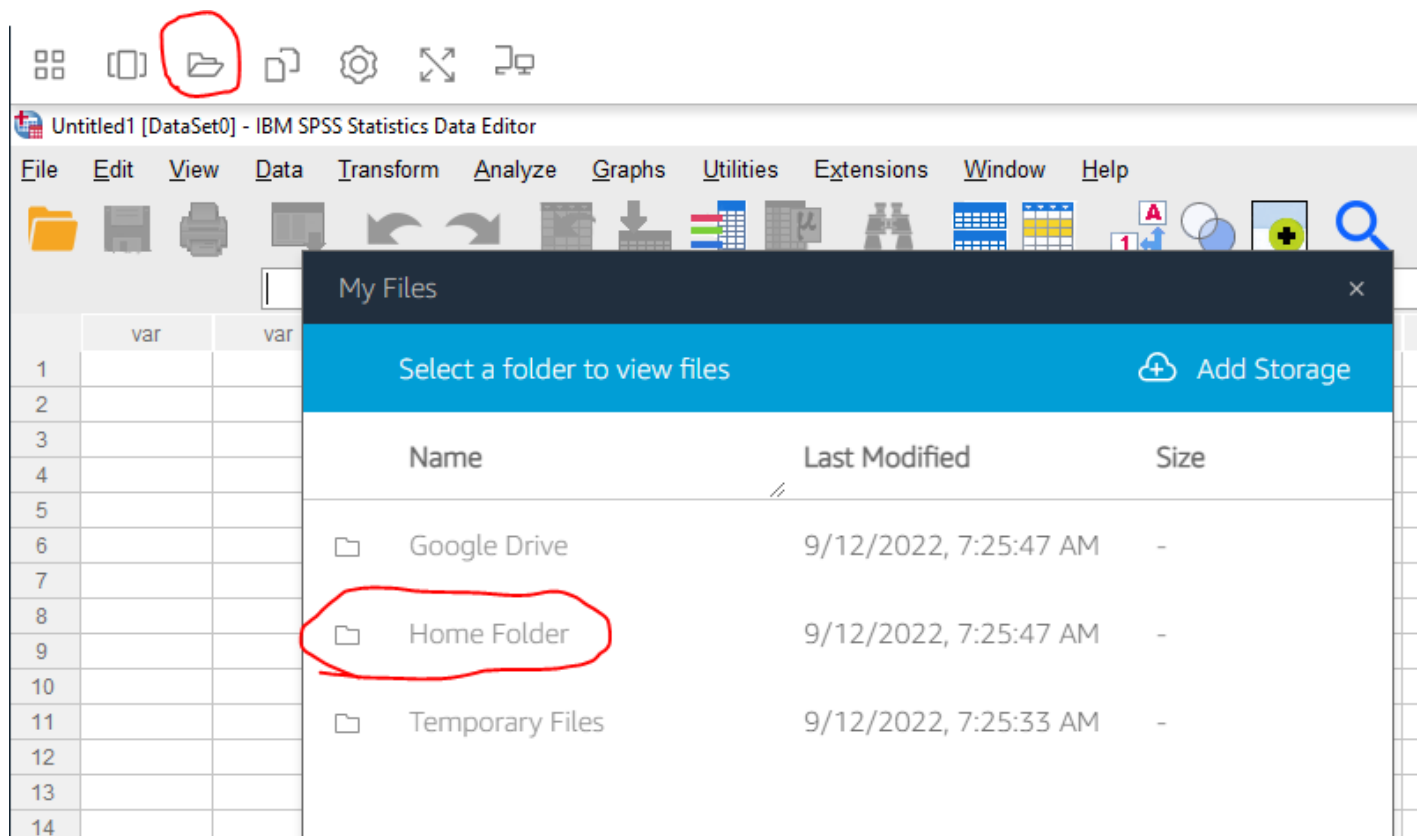 Untitled1 [DataSet0] - IBM SPSS Statistics Data Editor
File Edit View Data Transform Analyze Graphs Utilities Extensions Window Help
A
1
My Files ×
var var
Select a folder to view files Add Storage
1
2
3 Name Last Modified Size
4
5
6 Google Drive 9/12/2022, 7:25:47 AM -
7
8 Home Folder 9/12/2022, 7:25:47 AM -
9
10
11 Temporary Files 9/12/2022, 7:25:33 AM -
12
13
14